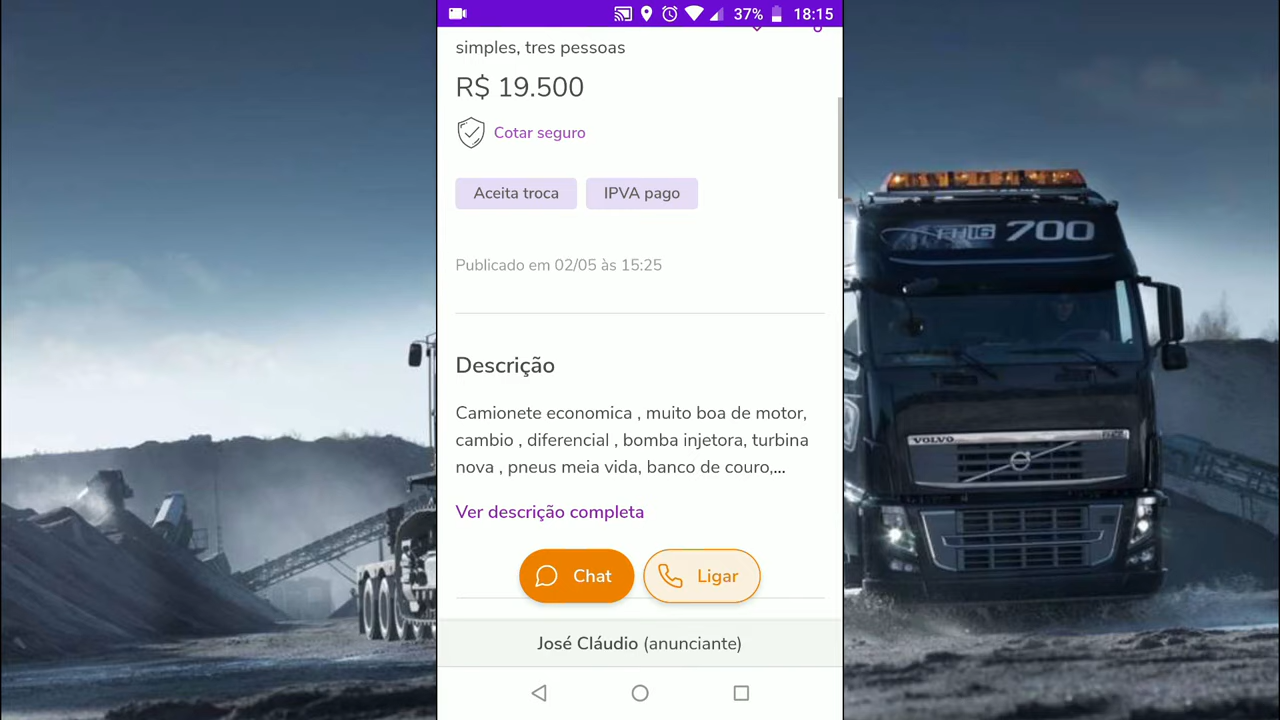 37% 18:15
simples, tres pessoas
R$ 19.500
Cotar seguro
Aceita troca IPVA pago
Publicado em 02/05 às 15:25
Descrição
Camionete economica , muito boa de motor,
cambio , diferencial , bomba injetora, turbina
nova , pneus meia vida, banco de couro,...
Ver descrição completa
Chat Ligar
José Cláudio (anunciante)
FH16 700
VOLVO